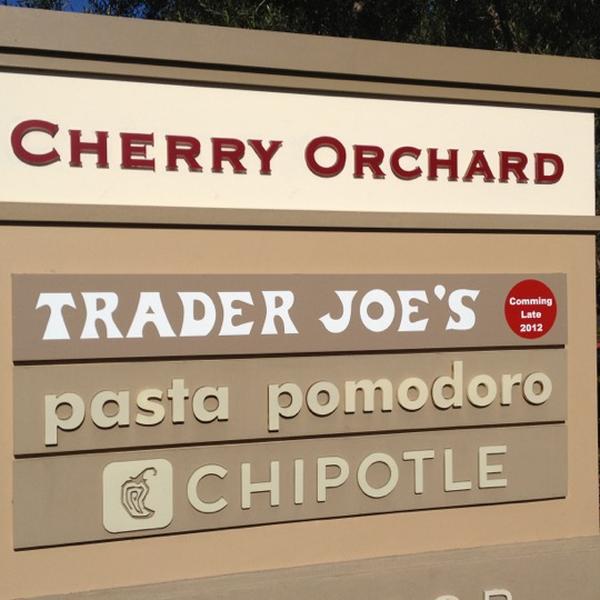 CHERRY ORCHARD
TRADER JOE'S
Comming
Late
2012
pasta pomodoro
CHIPOTLE